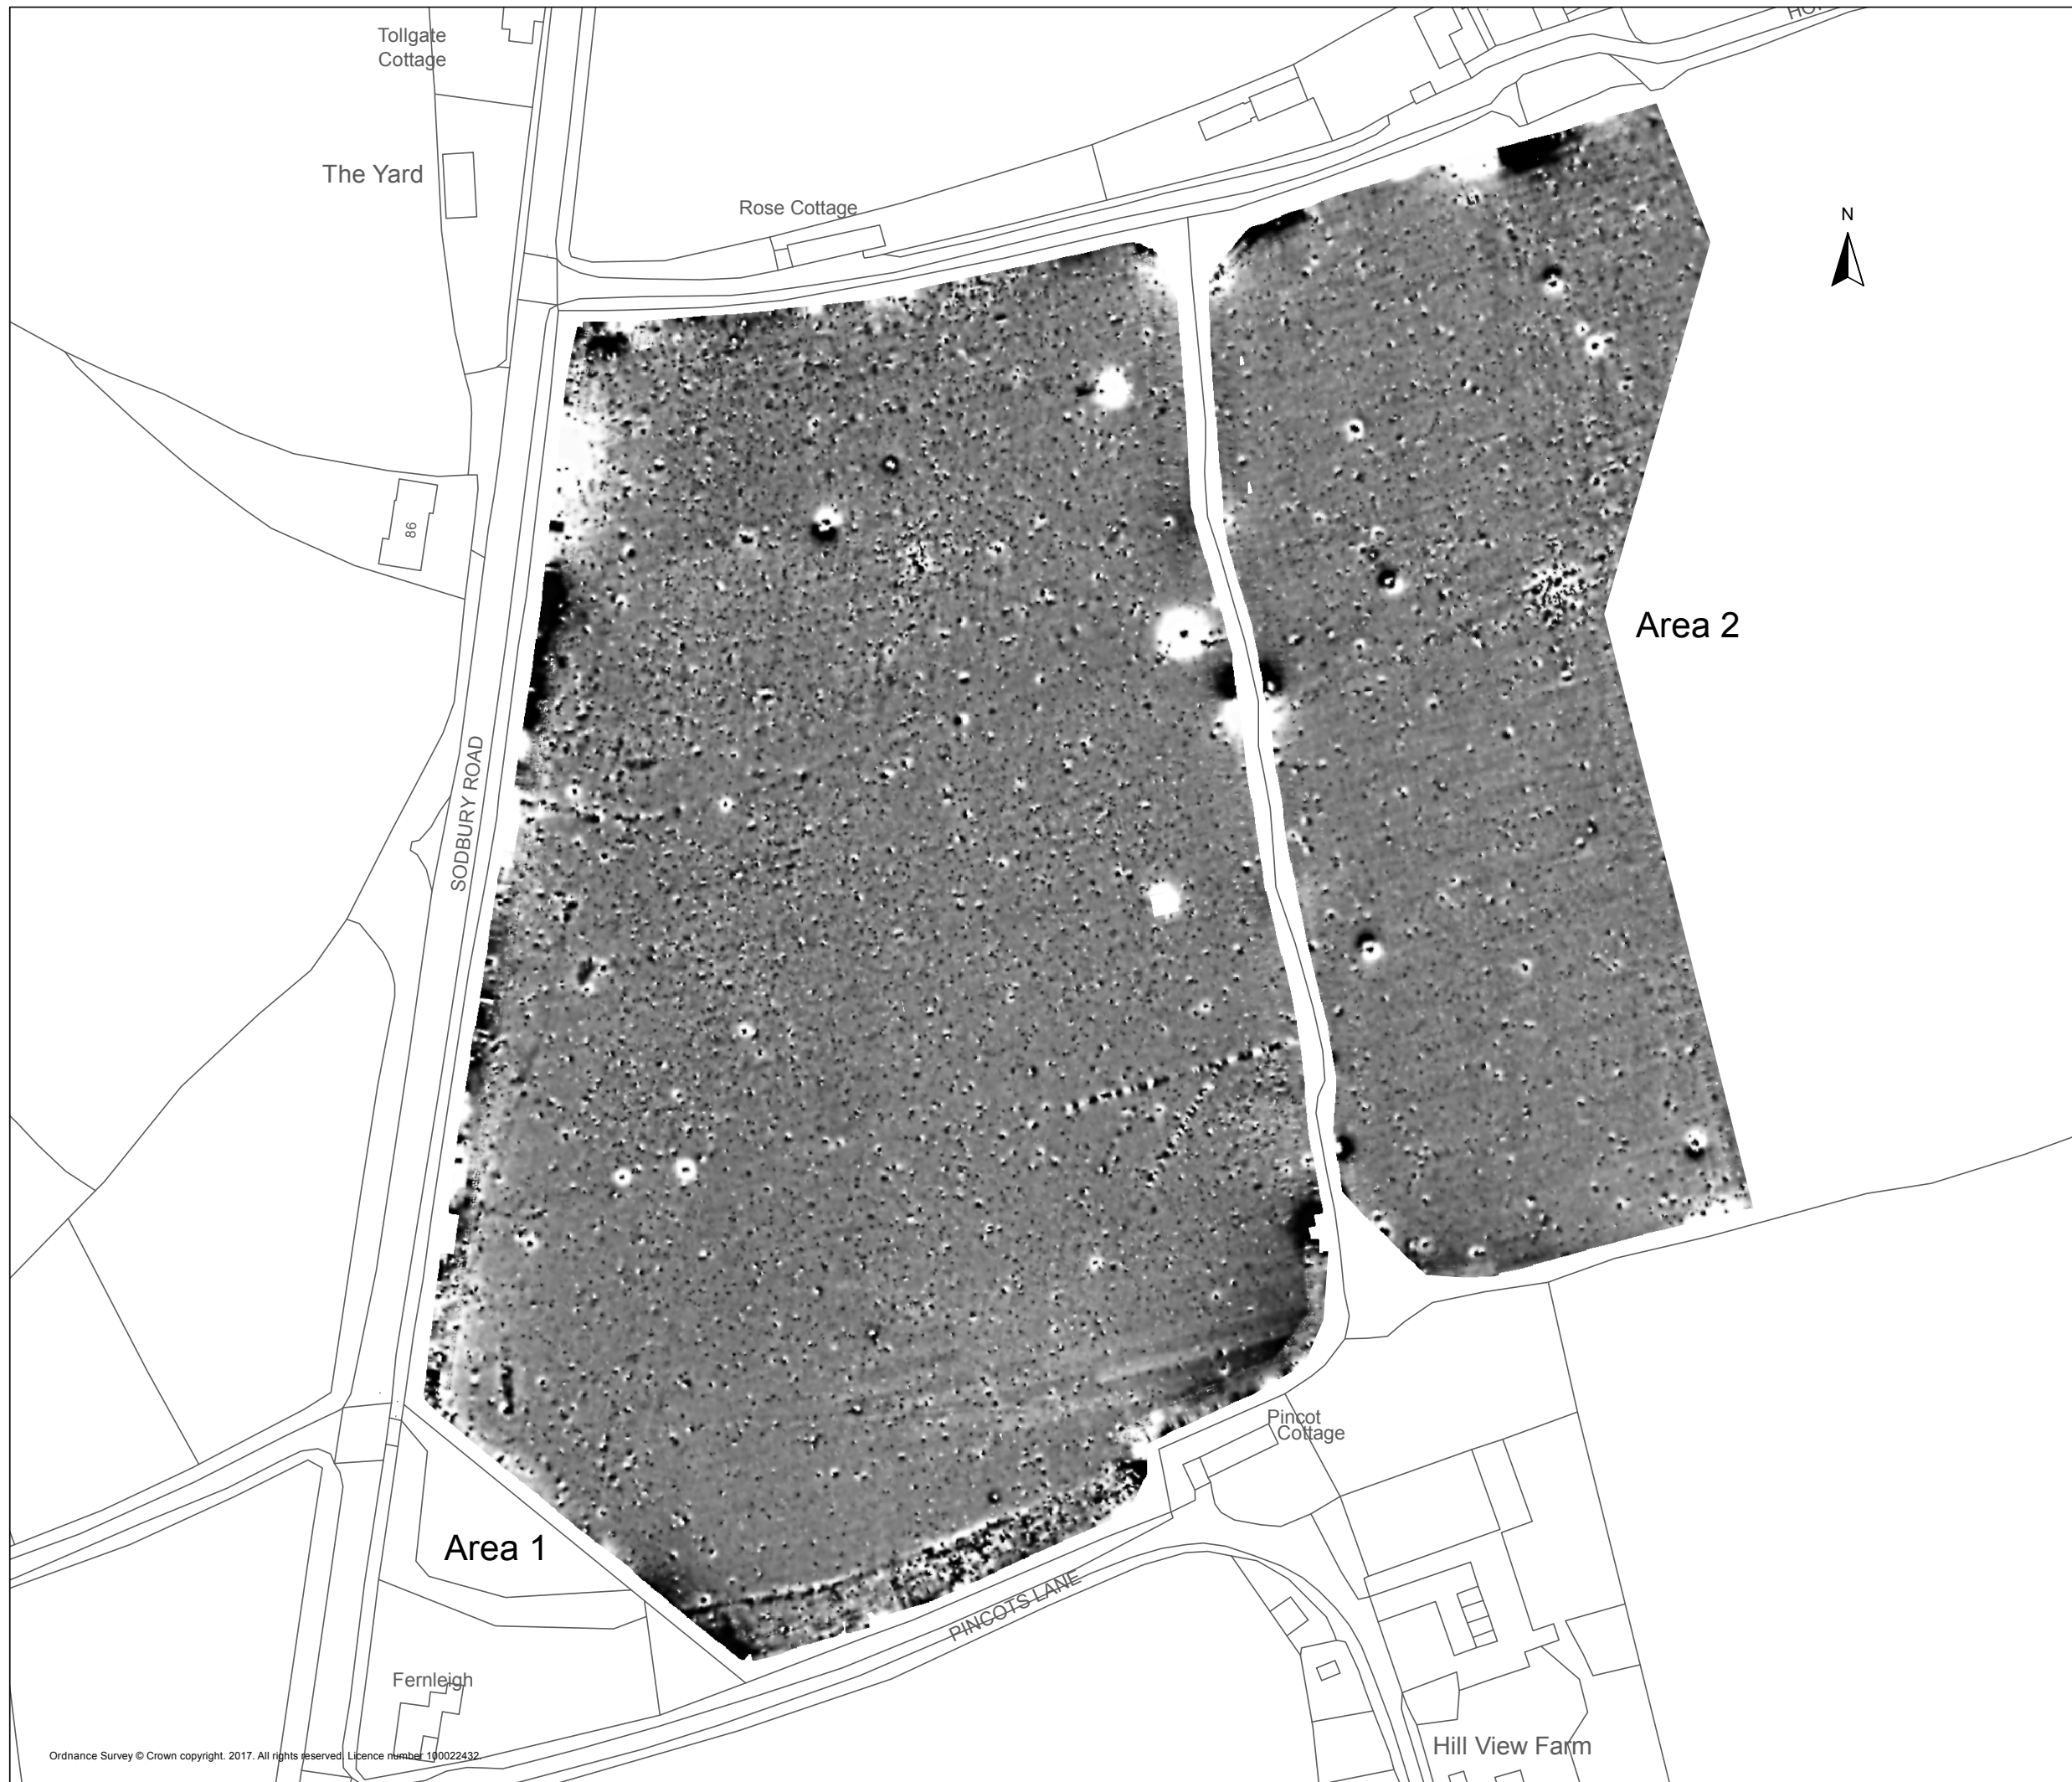 Tollgate
Cottage
The Yard
Rose Cottage
N
86
Area 2
SODBURY ROAD
Pincot
Cottage
Area 1
PINCOTS LANE
Fernleigh
Hill View Farm
Ordnance Survey © Crown copyright. 2017. All rights reserved. Licence number 100022432.